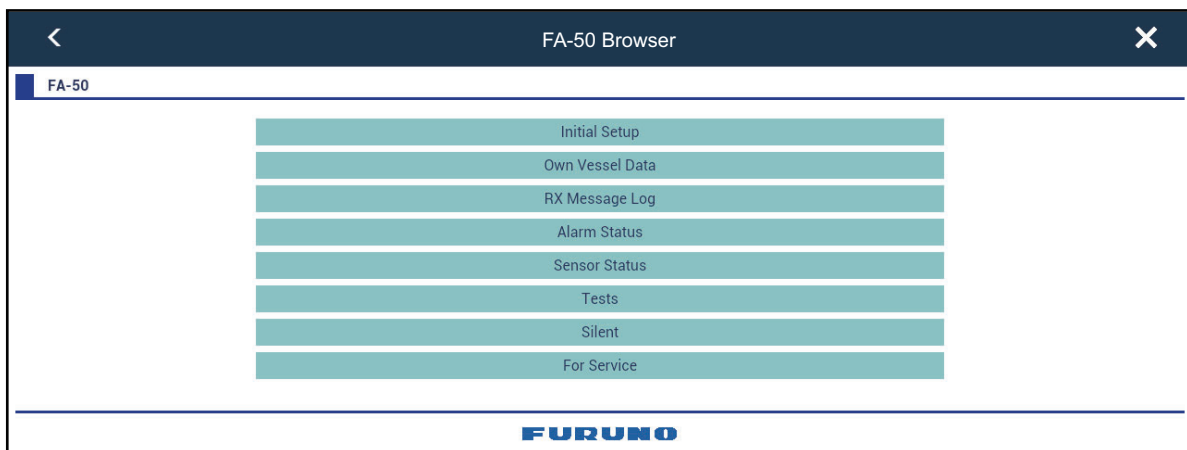 FA-50 Browser
FA-50
Initial Setup
Own Vessel Data
RX Message Log
Alarm Status
Sensor Status
Tests
Silent
For Service
FURUNO